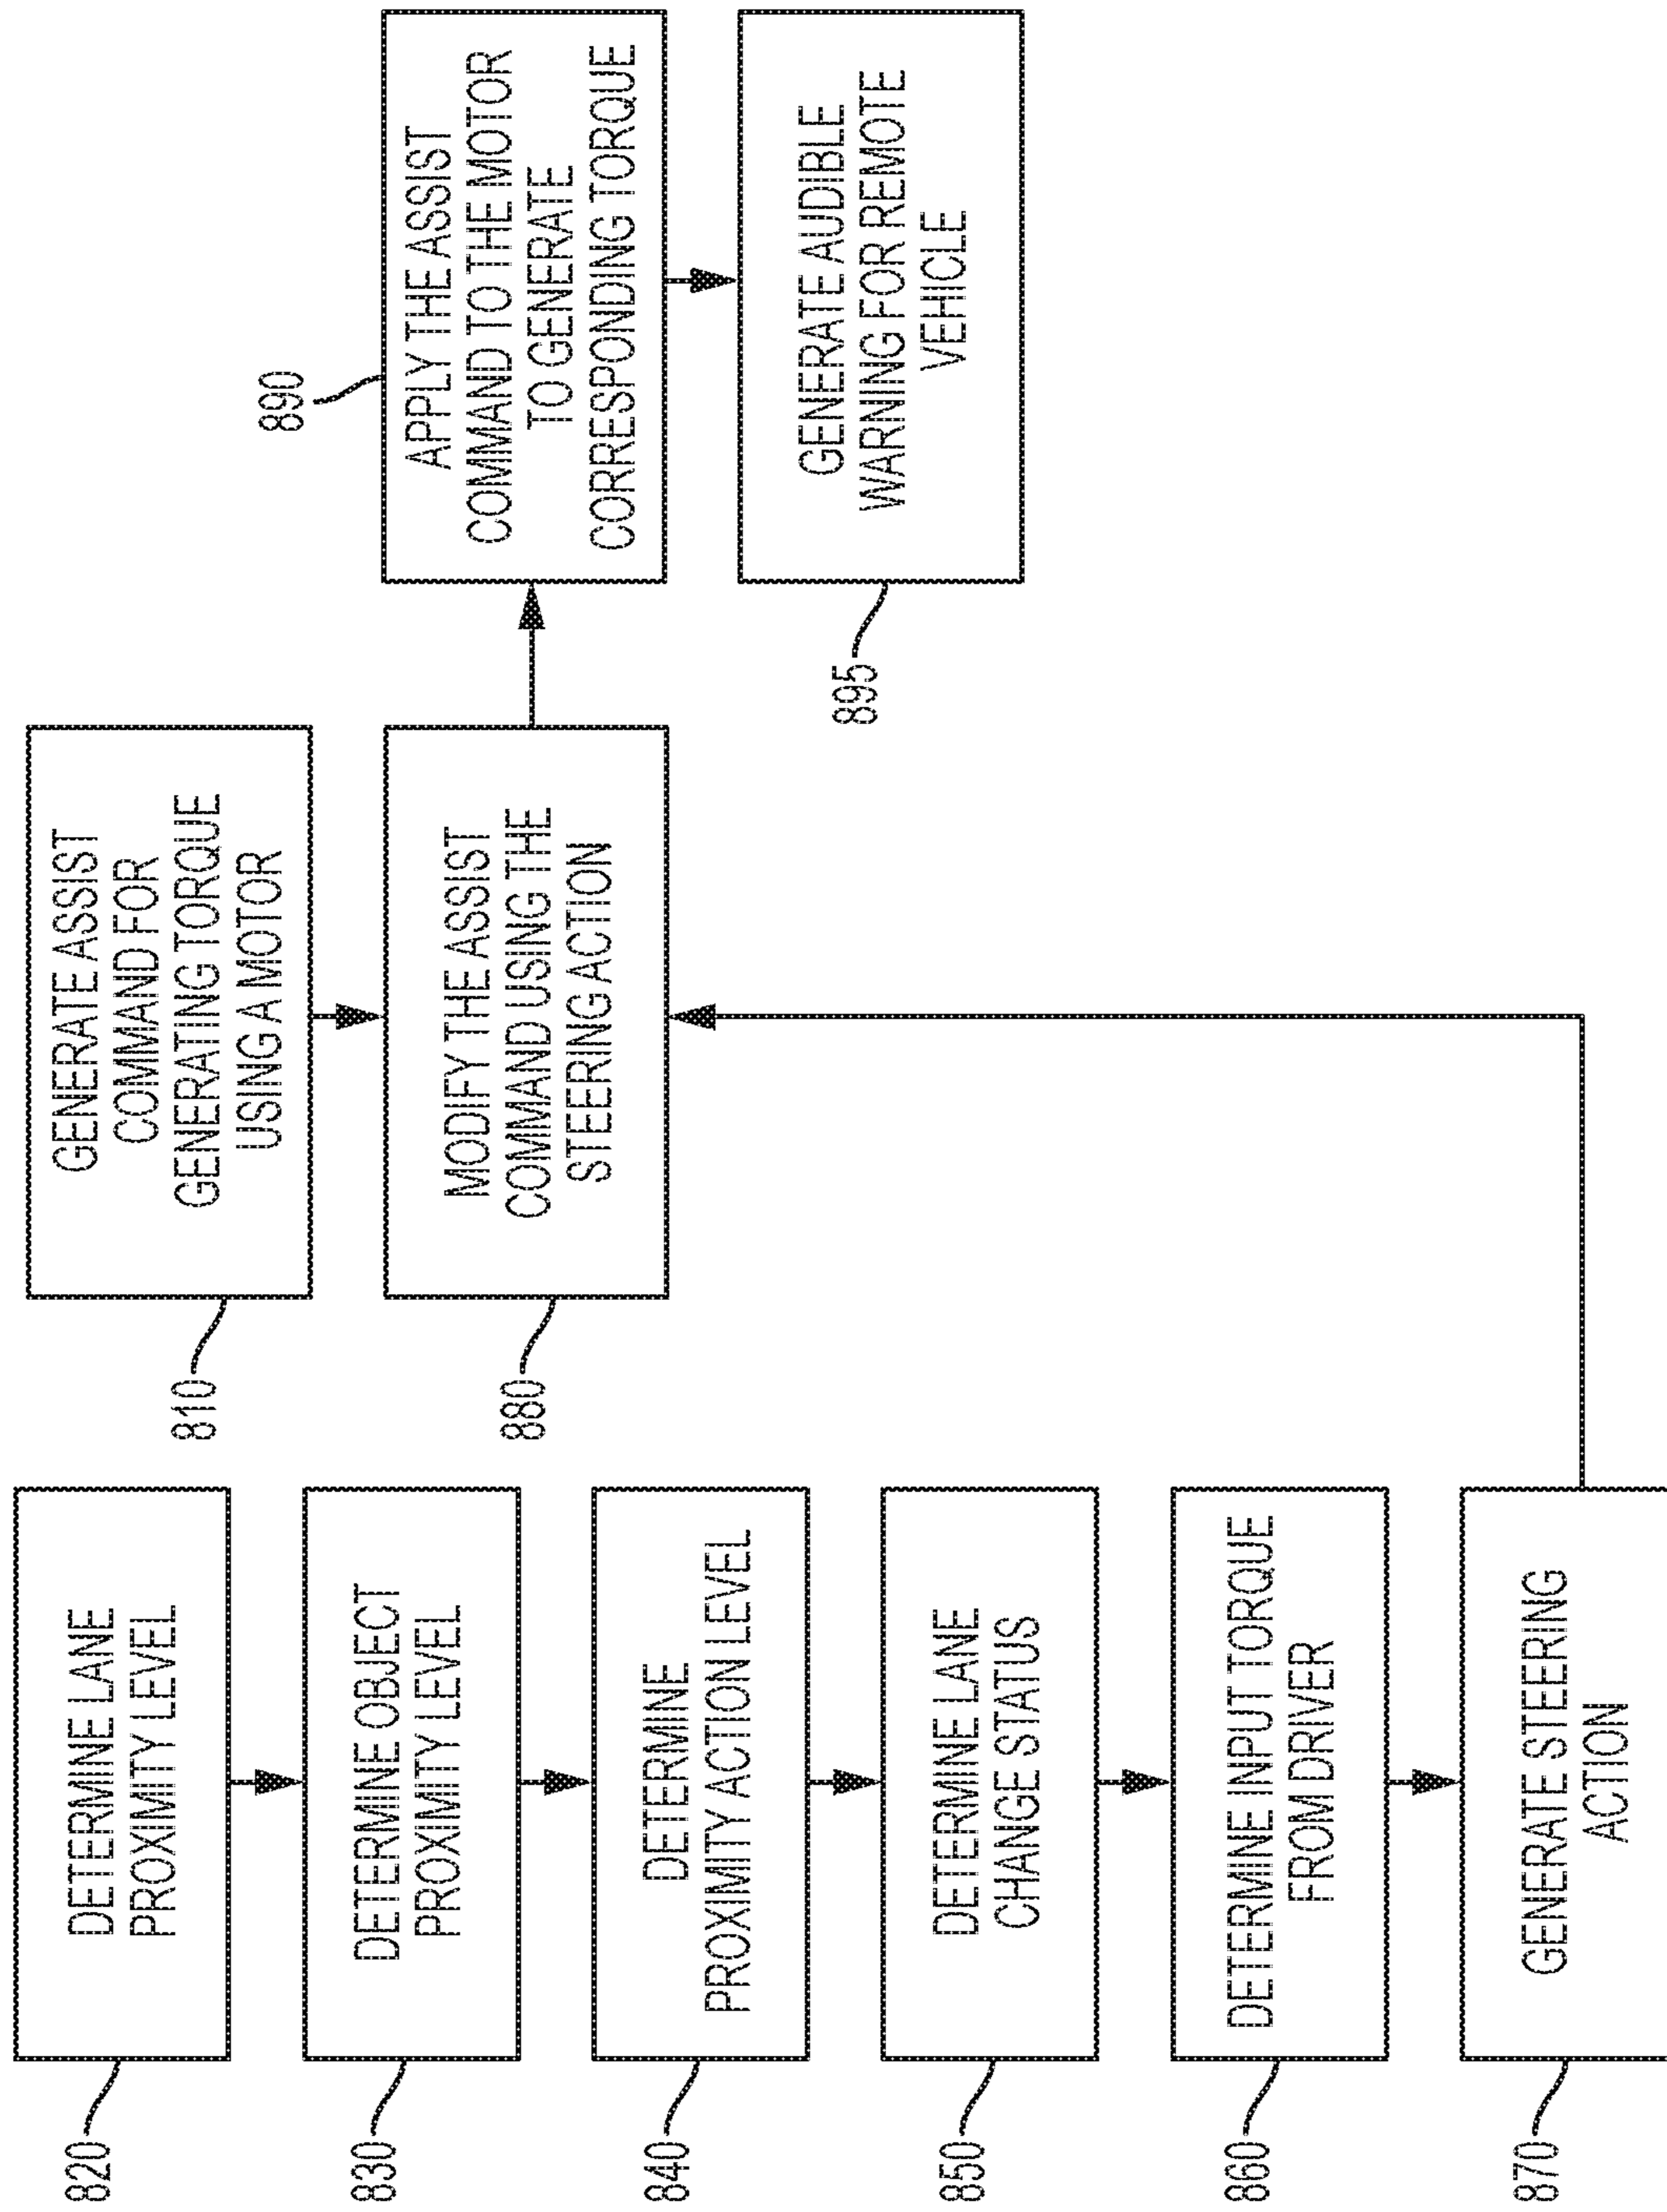 820
DETERMINE LANE
PROXIMITY LEVEL
830
DETERMINE OBJECT
PROXIMITY LEVEL
840
DETERMINE
PROXIMITY ACTION LEVEL
850
DETERMINE LANE
CHANGE STATUS
860
DETERMINE INPUT TORQUE
FROM DRIVER
870
GENERATE STEERING
ACTION
810
GENERATE ASSIST
COMMAND FOR
GENERATING TORQUE
USING A MOTOR
880
MODIFY THE ASSIST
COMMAND USING THE
STEERING ACTION
890
APPLY THE ASSIST
COMMAND TO THE MOTOR
TO GENERATE
CORRESPONDING TORQUE
895
GENERATE AUDIBLE
WARNING FOR REMOTE
VEHICLE